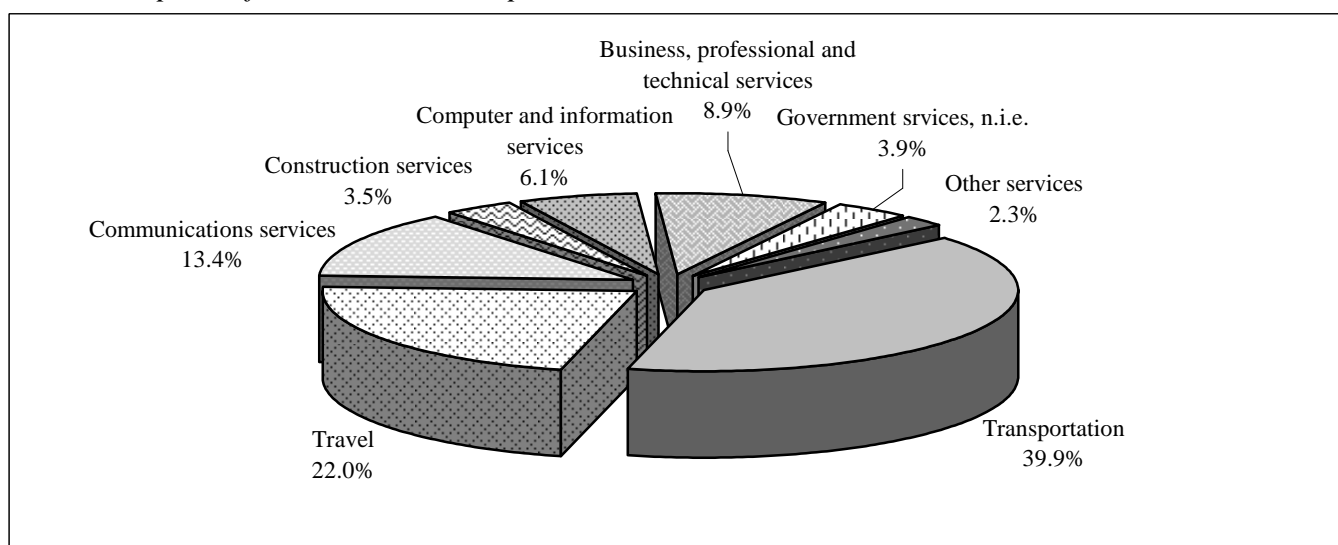 Business, professional and
technical services
8.9%
Computer and information
services
6.1%
Government srvices, n.i.e.
3.9%
Construction services
3.5%
Other services
2.3%
Communications services
13.4%
Travel
22.0%
Transportation
39.9%